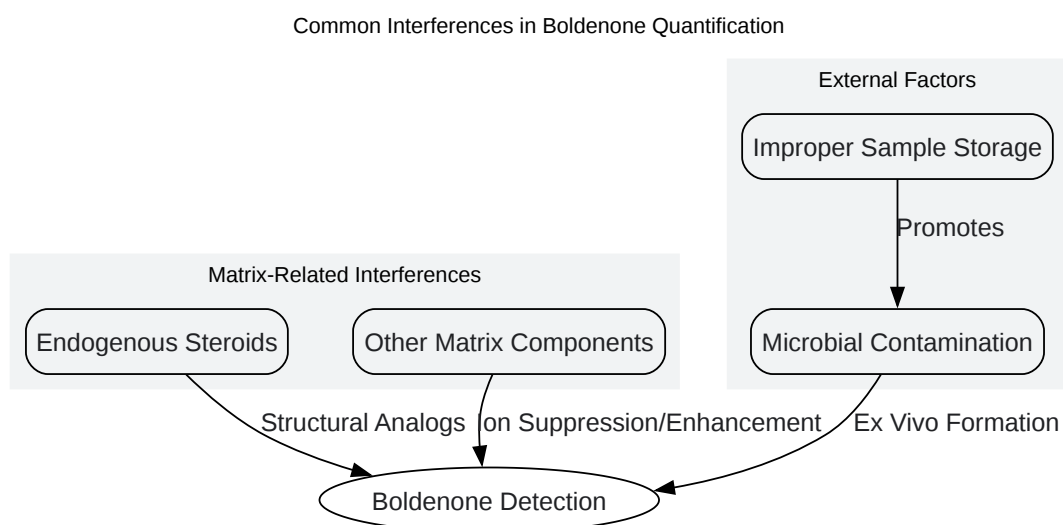 Common Interferences in Boldenone Quantification
External Factors
Improper Sample Storage
Promotes
Matrix-Related Interferences
Endogenous Steroids
Other Matrix Components
Microbial Contamination
Structural Analogs
Ion Suppression/Enhancement
Ex Vivo Formation
Boldenone Detection